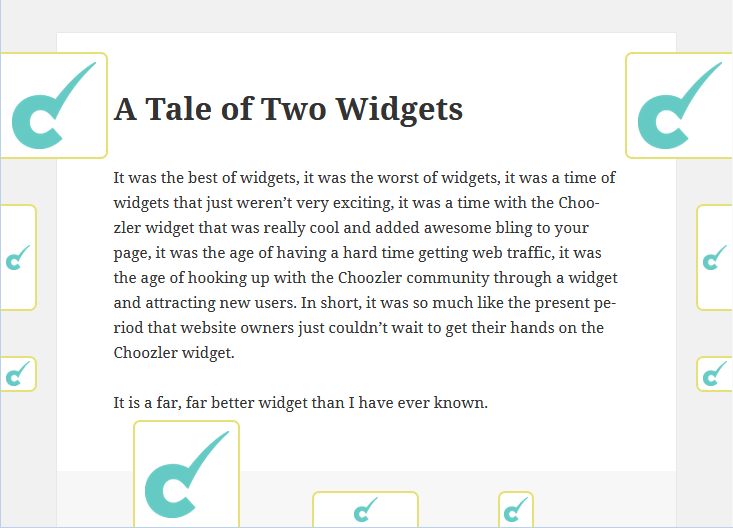 A Tale of Two Widgets
It was the best of widgets, it was the worst of widgets, it was a time of
widgets that just weren’t very exciting, it was a time with the Choo-
zler widget that was really cool and added awesome bling to your
page, it was the age of having a hard time getting web traffic, it was
the age of hooking up with the Choozler community through a widget
and attracting new users. In short, it was so much like the present pe-
riod that website owners just couldn’t wait to get their hands on the
Choozler widget.
It is a far, far better widget than I have ever known.